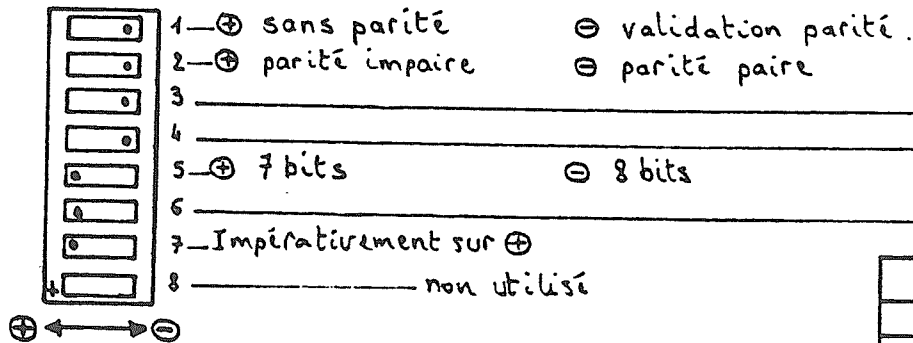 1 ⊕ sans parité ⊖ validation parité.
2 ⊕ parité impaire ⊖ parité paire
3
4
5 ⊕ 7 bits ⊖ 8 bits
6
7 Impérativement sur ⊕
+ 8 non utilisé
⊕ ⊖